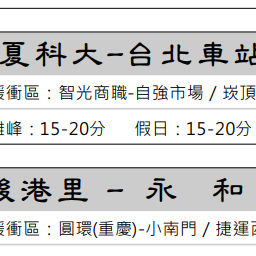 夏科大-台北車站
緩衝區：智光商職-自強市場 / 崁頂
離峰：15-20分 假日：15-20分
後港里 - 永 和
緩衝區：圓環(重慶)-小南門 / 捷運西